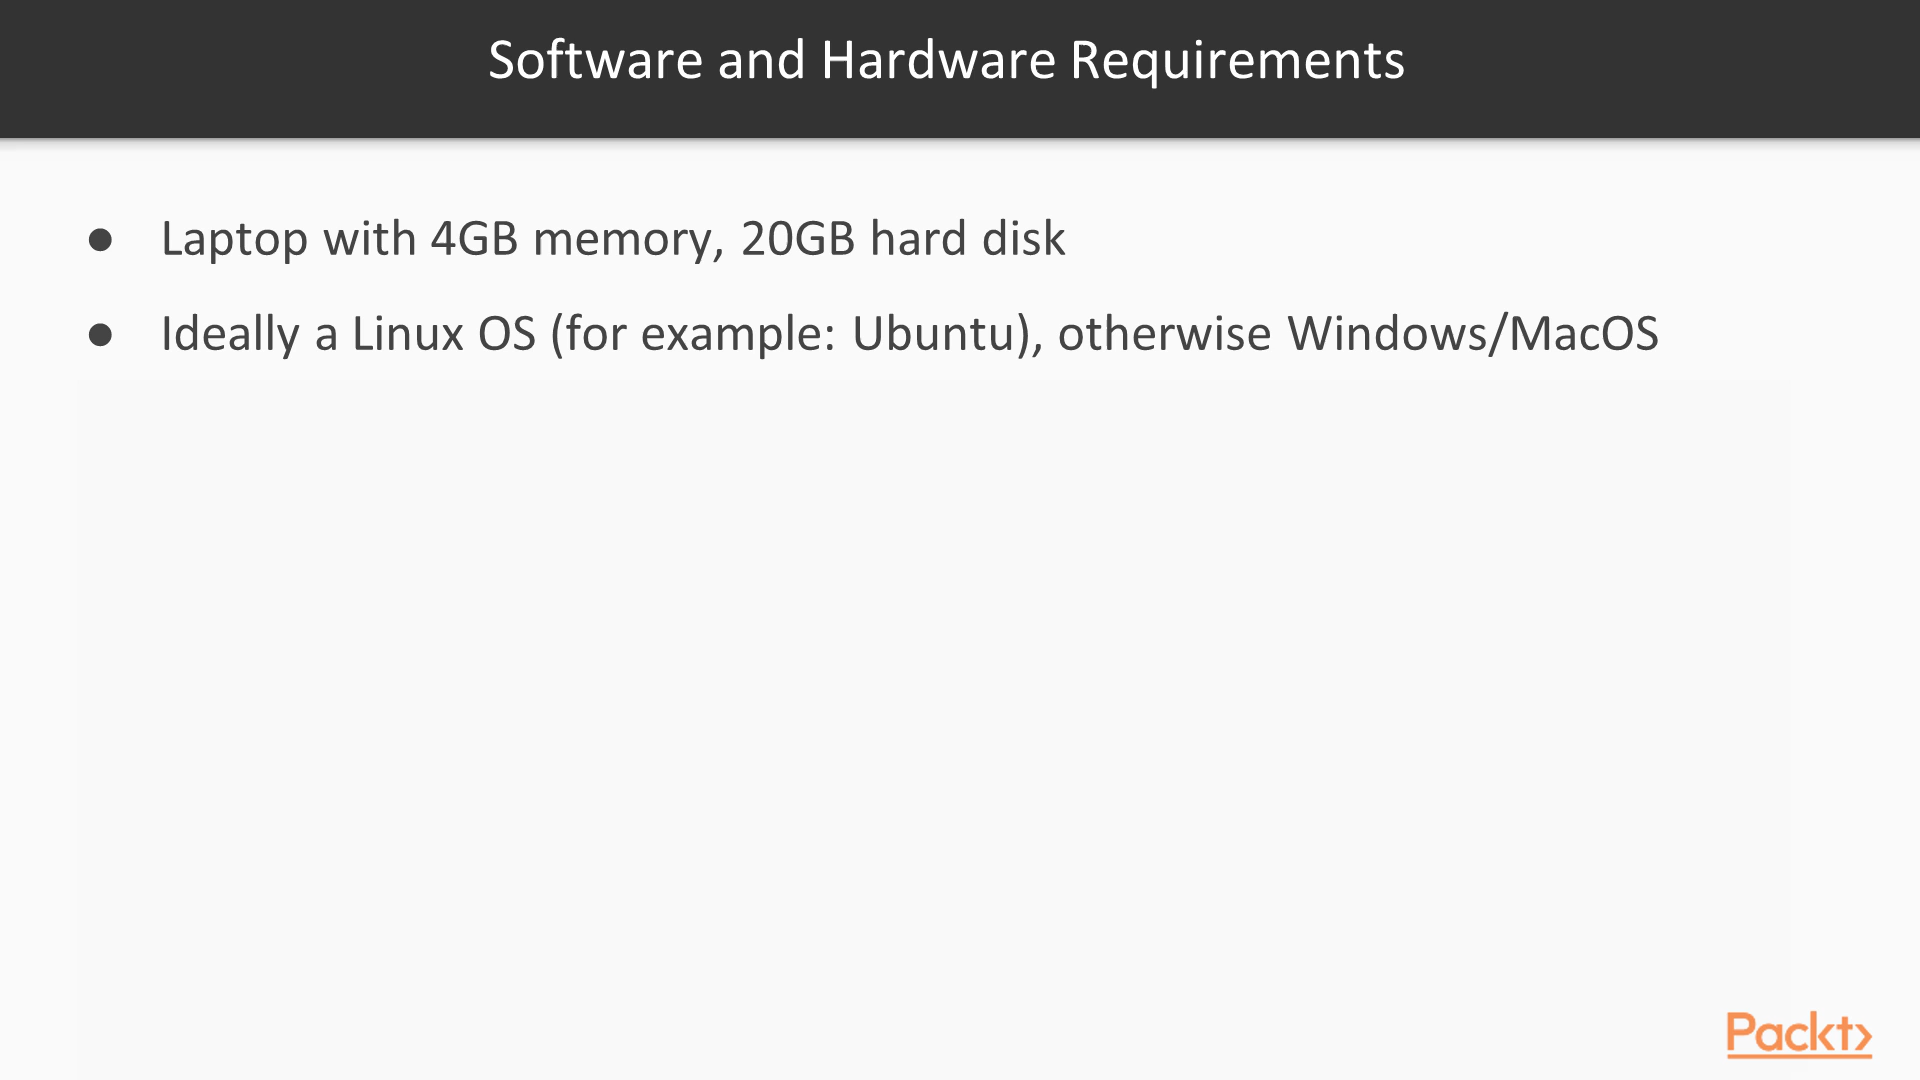 Software and Hardware Requirements
● Laptop with 4GB memory, 20GB hard disk
● Ideally a Linux OS (for example: Ubuntu), otherwise Windows/MacOS
Packt>